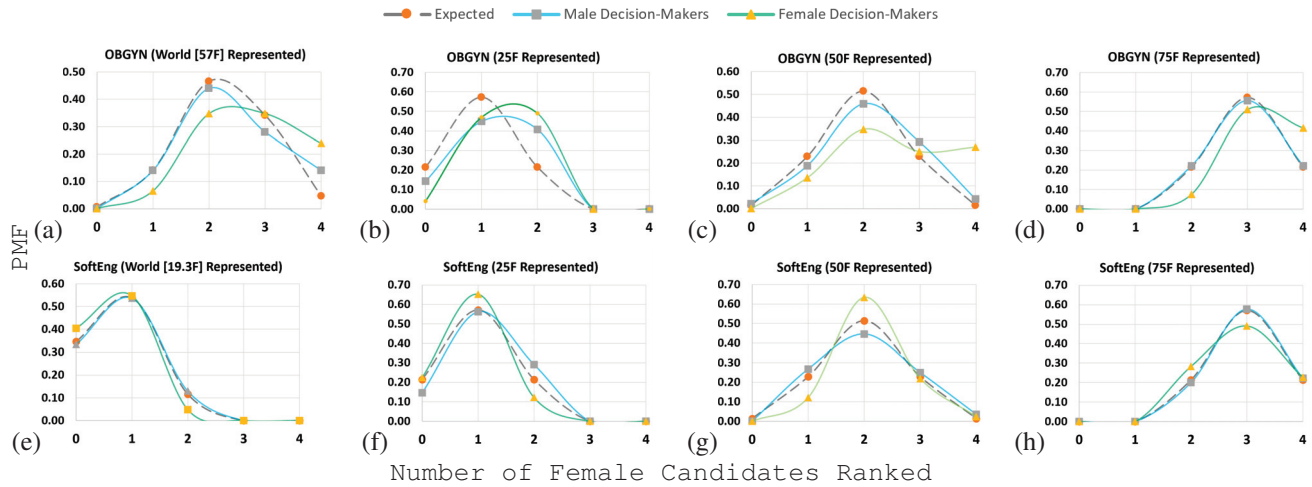 Expected Male Decision-Makers Female Decision-Makers
OBGYN (World [57F] Represented)
0.50
0.40
0.30
0.20
0.10
0.00
0 1 2 3 4
(a)
OBGYN (25F Represented)
0.70
0.60
0.50
0.40
0.30
0.20
0.10
0.00
0 1 2 3 4
(b)
OBGYN (50F Represented)
0.60
0.50
0.40
0.30
0.20
0.10
0.00
0 1 2 3 4
(c)
OBGYN (75F Represented)
0.70
0.60
0.50
0.40
0.30
0.20
0.10
0.00
0 1 2 3 4
(d)
PMF
SoftEng (World [19.3F] Represented)
0.60
0.50
0.40
0.30
0.20
0.10
0.00
0 1 2 3 4
(e)
SoftEng (25F Represented)
0.70
0.60
0.50
0.40
0.30
0.20
0.10
0.00
0 1 2 3 4
(f)
SoftEng (50F Represented)
0.70
0.60
0.50
0.40
0.30
0.20
0.10
0.00
0 1 2 3 4
(g)
SoftEng (75F Represented)
0.70
0.60
0.50
0.40
0.30
0.20
0.10
0.00
0 1 2 3 4
(h)
Number of Female Candidates Ranked